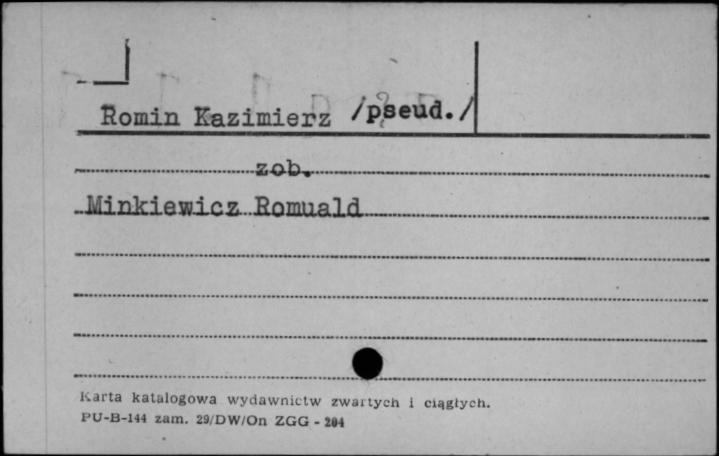 Romin Kazimierz /pseud./
zob.
Minkiewicz Romuald
Karta katalogowa wydawnictw zwartych i ciągłych.
PU-B-144 zam. 29/DW/On ZGG - 204